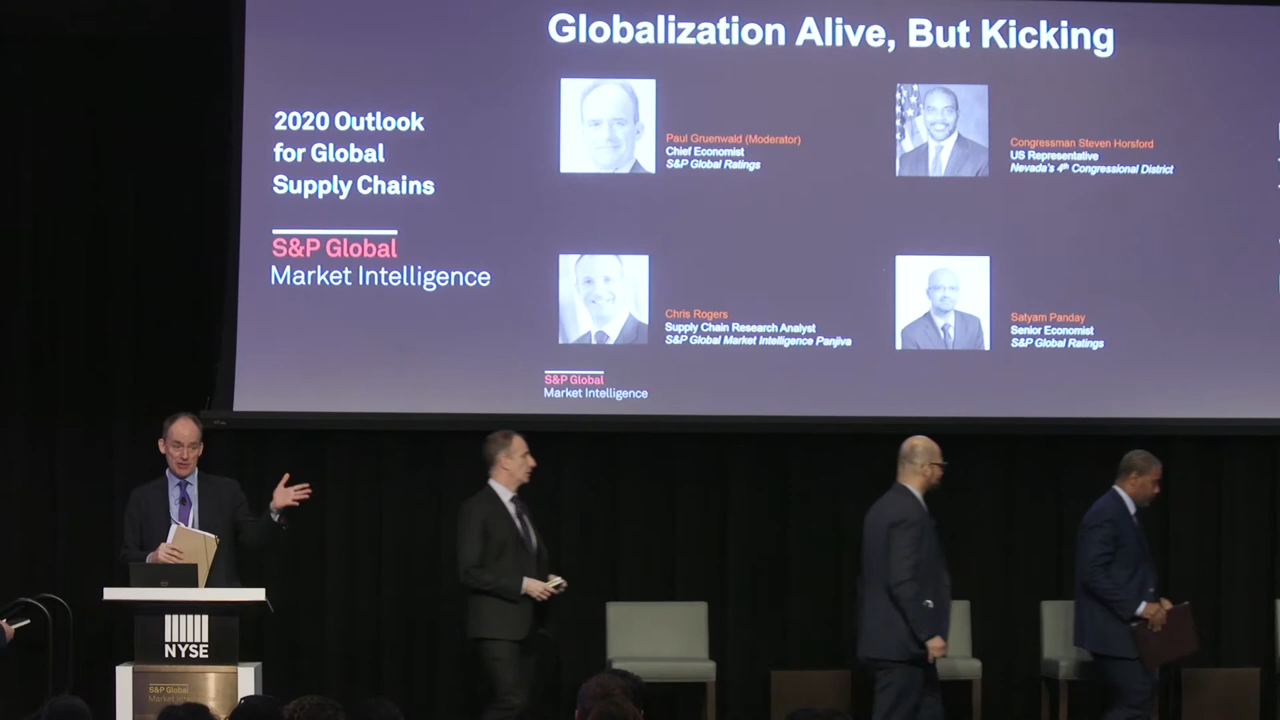 Globalization Alive, But Kicking
2020 Outlook
for Global
Supply Chains
S&P Global
Market Intelligence
Paul Gruenwald (Moderator)
Chief Economist
S&P Global Ratings
Congressman Steven Horsford
US Representative
Nevada's 4th Congressional District
Chris Rogers
Supply Chain Research Analyst
S&P Global Market Intelligence Panjiva
Satyam Panday
Senior Economist
S&P Global Ratings
S&P Global
Market Intelligence
NYSE
S&P Global
Market Intelligence